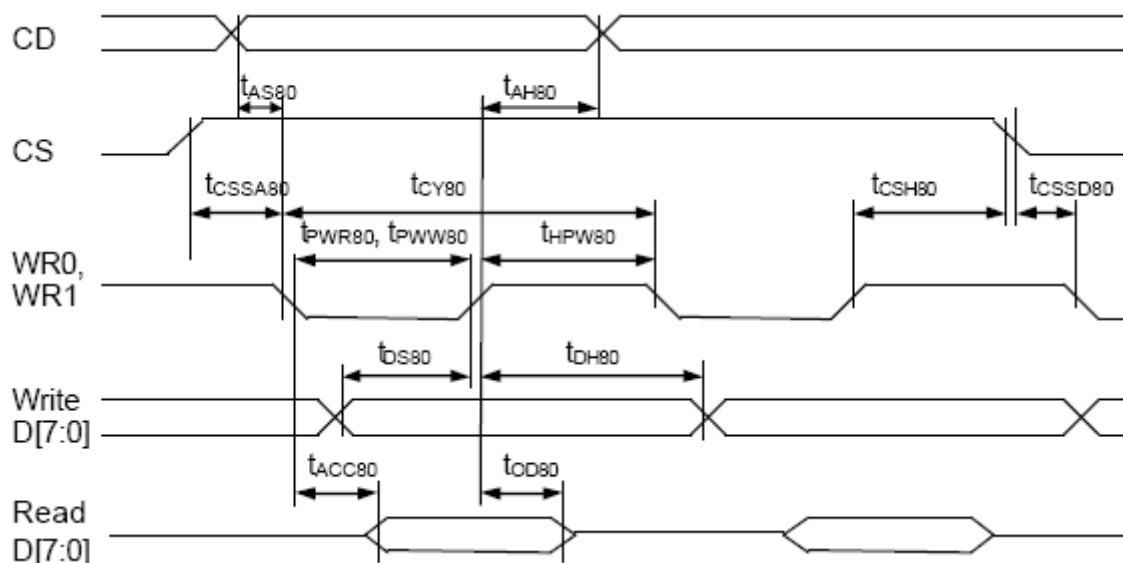 CD
tAS80
tAH80
CS
tCSSA80
tCY80
tCSH80
tCSSD80
tPWR80, tPWW80
tHPW80
WR0,
WR1
tDS80
tDH80
Write
D[7:0]
tACC80
tOD80
Read
D[7:0]